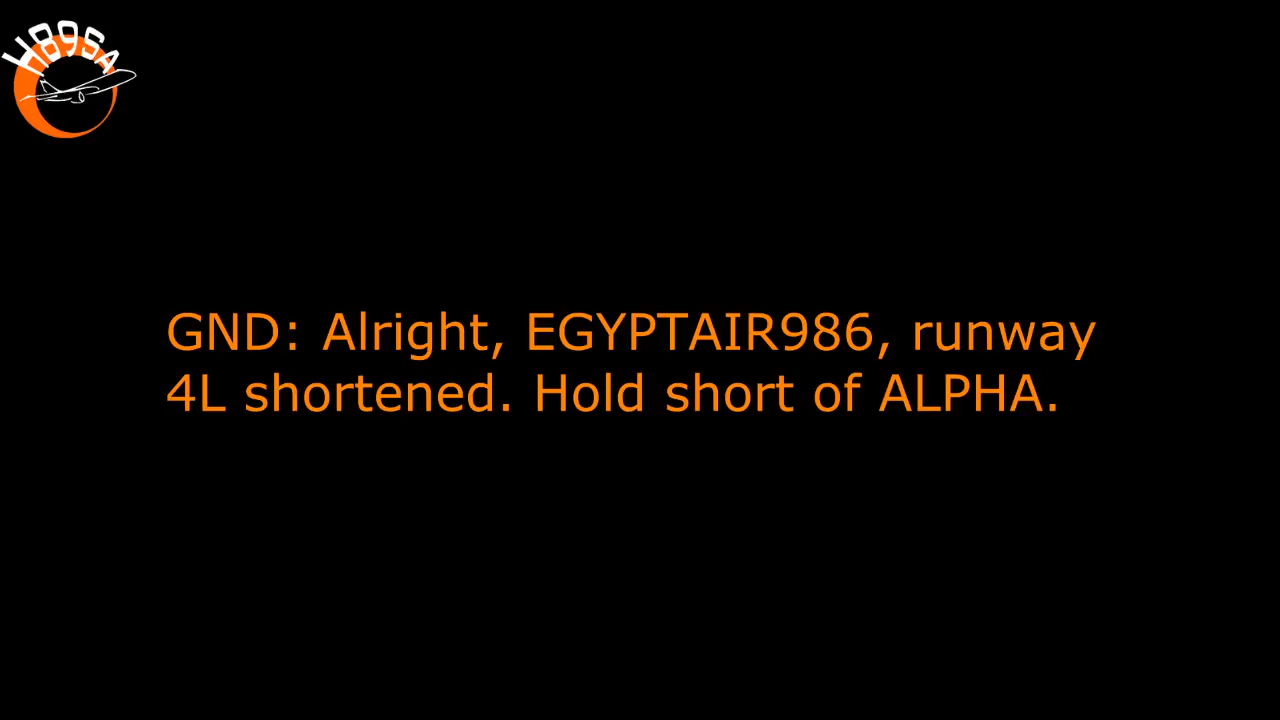 H89SA
GND: Alright, EGYPTAIR986, runway
4L shortened. Hold short of ALPHA.